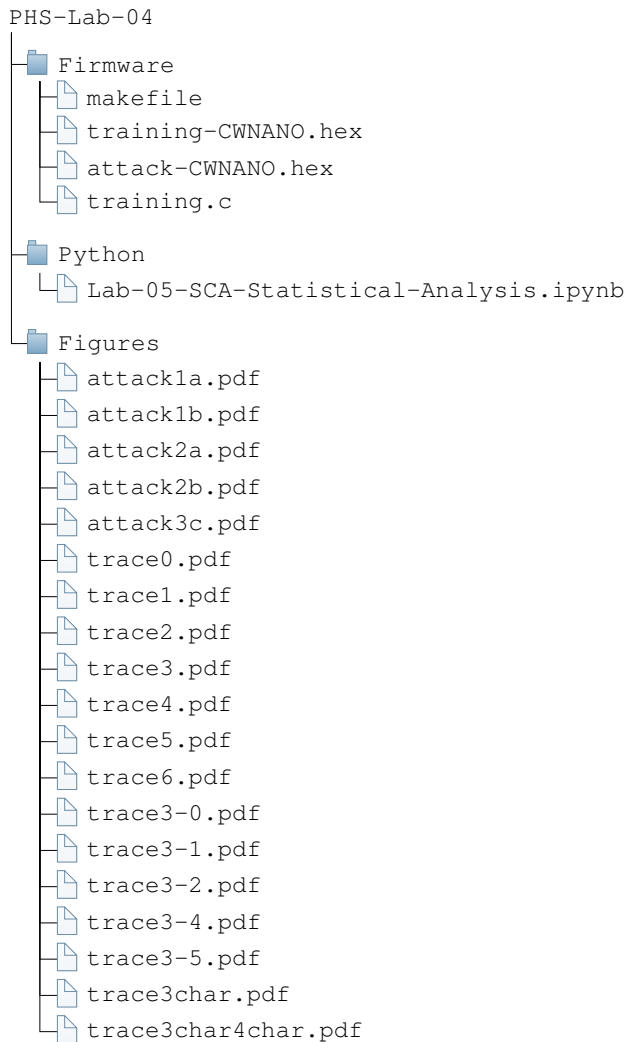 PHS-Lab-04
Firmware
makefile
training-CWNANO.hex
attack-CWNANO.hex
training.c
Python
Lab-05-SCA-Statistical-Analysis.ipynb
Figures
attack1a.pdf
attack1b.pdf
attack2a.pdf
attack2b.pdf
attack3c.pdf
trace0.pdf
trace1.pdf
trace2.pdf
trace3.pdf
trace4.pdf
trace5.pdf
trace6.pdf
trace3-0.pdf
trace3-1.pdf
trace3-2.pdf
trace3-4.pdf
trace3-5.pdf
trace3char.pdf
trace3char4char.pdf